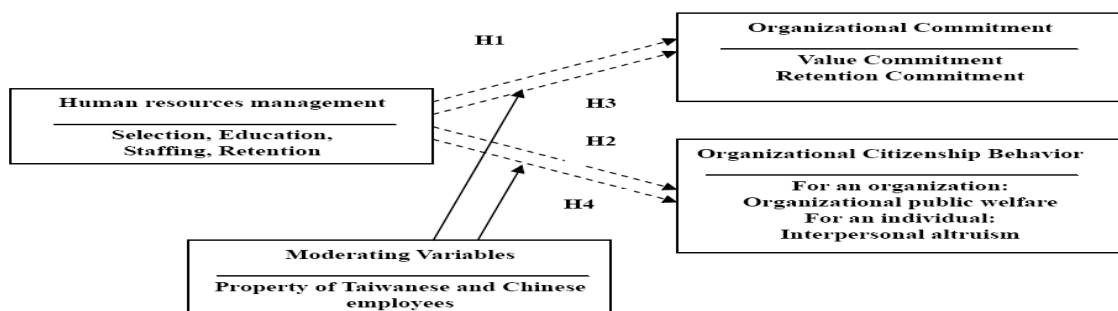 H1
Organizational Commitment
Value Commitment
Retention Commitment
Human resources management
Selection, Education,
Staffing, Retention
H3
H2
Organizational Citizenship Behavior
For an organization:
Organizational public welfare
For an individual:
Interpersonal altruism
H4
Moderating Variables
Property of Taiwanese and Chinese
employees